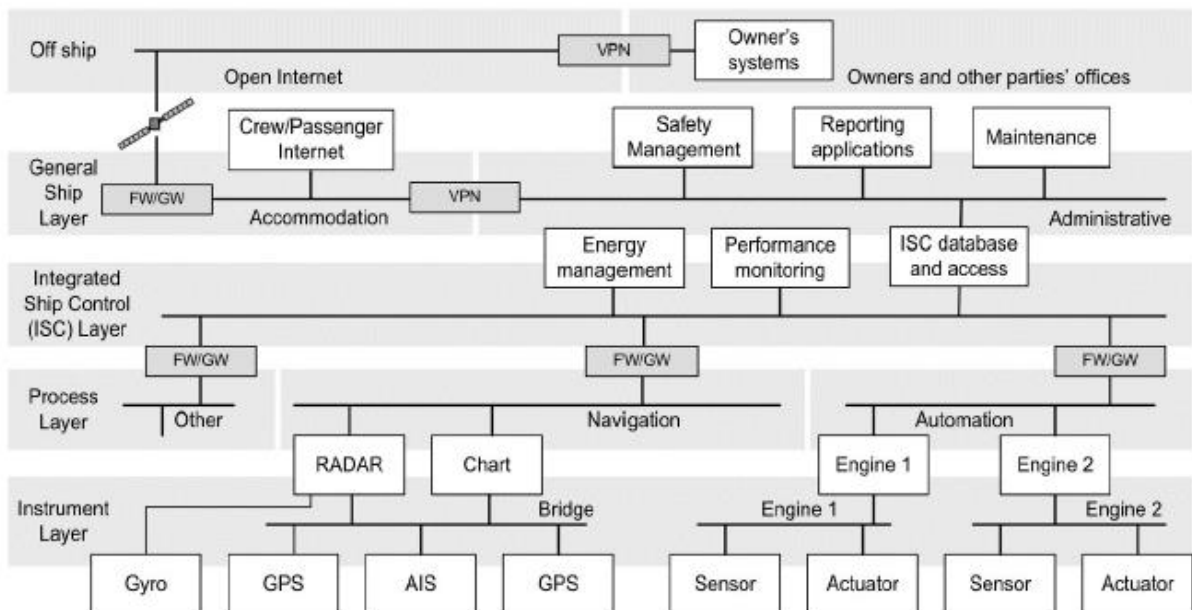 Off ship
VPN
Owner's
systems
Open Internet
Owners and other parties' offices
Crew/Passenger
Internet
Safety
Management
Reporting
applications
Maintenance
General
Ship
Layer
FW/GW
Accommodation
VPN
Administrative
Energy
management
Performance
monitoring
ISC database
and access
Integrated
Ship Control
(ISC) Layer
FW/GW
FW/GW
FW/GW
Process
Layer
Other
Navigation
Automation
RADAR
Chart
Engine 1
Engine 2
Instrument
Layer
Bridge
Engine 1
Engine 2
Gyro
GPS
AIS
GPS
Sensor
Actuator
Sensor
Actuator